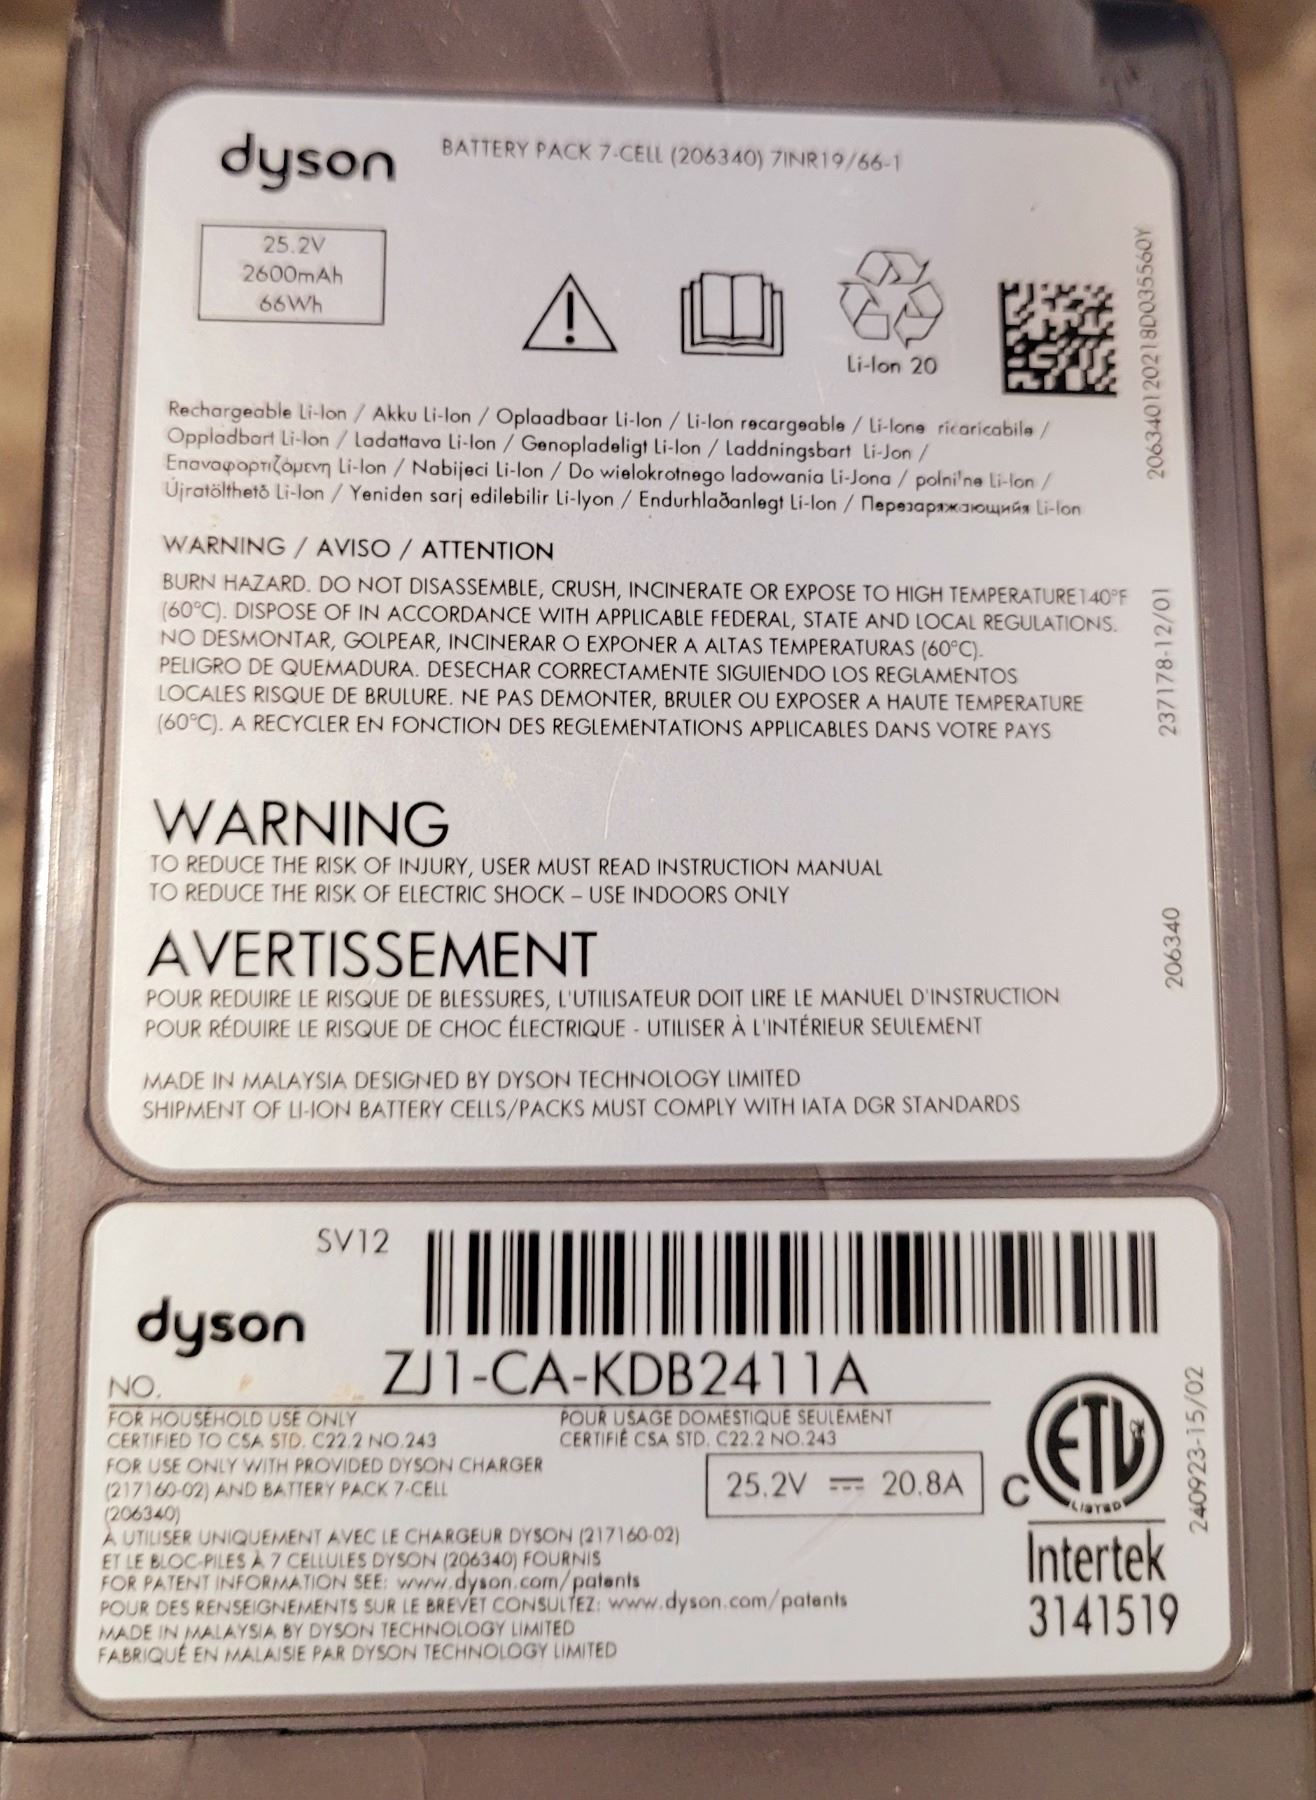 dyson
BATTERY PACK 7-CELL (206340) 7INR19/66-1
25.2V
2600mAh
66Wh
Li-Ion 20
206340120218D035560Y
Rechargeable Li-Ion / Akku Li-Ion / Oplaadbaar Li-Ion / Li-Ion recargeable / Li-Ione ricaricabile /
Oppladbart Li-Ion / Ladattava Li-Ion / Genopladeligt Li-Ion / Laddningsbart Li-Jon /
Επαναφορτιζόμενη Li-Ion / Nabijeci Li-Ion / Do wielokrotnego ladowania Li-Jona / polni'ne Li-Ion /
Újratölthető Li-Ion / Yeniden sarj edilebilir Li-Iyon / Endurhlaðanlegt Li-Ion / Перезаряжающийя Li-Ion
WARNING / AVISO / ATTENTION
BURN HAZARD. DO NOT DISASSEMBLE, CRUSH, INCINERATE OR EXPOSE TO HIGH TEMPERATURE140°F
(60°C). DISPOSE OF IN ACCORDANCE WITH APPLICABLE FEDERAL, STATE AND LOCAL REGULATIONS.
NO DESMONTAR, GOLPEAR, INCINERAR O EXPONER A ALTAS TEMPERATURAS (60°C).
PELIGRO DE QUEMADURA. DESECHAR CORRECTAMENTE SIGUIENDO LOS REGLAMENTOS
LOCALES RISQUE DE BRULURE. NE PAS DEMONTER, BRULER OU EXPOSER A HAUTE TEMPERATURE
(60°C). A RECYCLER EN FONCTION DES REGLEMENTATIONS APPLICABLES DANS VOTRE PAYS
237178-12/01
WARNING
TO REDUCE THE RISK OF INJURY, USER MUST READ INSTRUCTION MANUAL
TO REDUCE THE RISK OF ELECTRIC SHOCK – USE INDOORS ONLY
AVERTISSEMENT
POUR REDUIRE LE RISQUE DE BLESSURES, L'UTILISATEUR DOIT LIRE LE MANUEL D'INSTRUCTION
POUR RÉDUIRE LE RISQUE DE CHOC ÉLECTRIQUE - UTILISER À L'INTÉRIEUR SEULEMENT
206340
MADE IN MALAYSIA DESIGNED BY DYSON TECHNOLOGY LIMITED
SHIPMENT OF LI-ION BATTERY CELLS/PACKS MUST COMPLY WITH IATA DGR STANDARDS
SV12
dyson
NO. ZJ1-CA-KDB2411A
FOR HOUSEHOLD USE ONLY
CERTIFIED TO CSA STD. C22.2 NO.243
POUR USAGE DOMESTIQUE SEULEMENT
CERTIFIÉ CSA STD. C22.2 NO.243
FOR USE ONLY WITH PROVIDED DYSON CHARGER
(217160-02) AND BATTERY PACK 7-CELL
(206340)
25.2V ⎓ 20.8A
À UTILISER UNIQUEMENT AVEC LE CHARGEUR DYSON (217160-02)
ET LE BLOC-PILES À 7 CELLULES DYSON (206340) FOURNIS
FOR PATENT INFORMATION SEE: www.dyson.com/patents
POUR DES RENSEIGNEMENTS SUR LE BREVET CONSULTEZ: www.dyson.com/patents
MADE IN MALAYSIA BY DYSON TECHNOLOGY LIMITED
FABRIQUÉ EN MALAISIE PAR DYSON TECHNOLOGY LIMITED
C ETL
LISTED
Intertek
3141519
240923-15/02